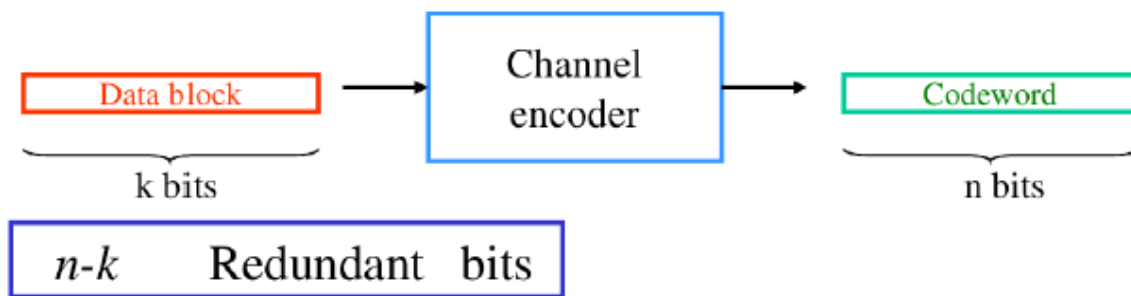 Data block
Channel
encoder
Codeword
k bits
n bits
n-k Redundant bits